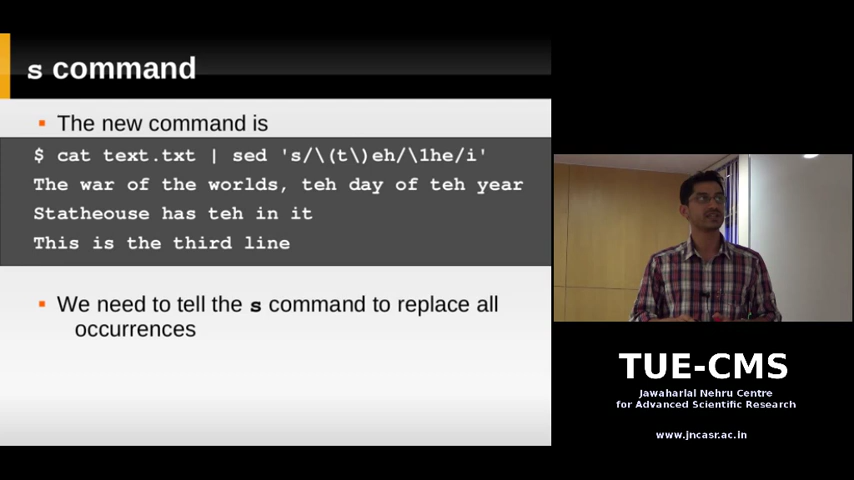 s command
The new command is
$ cat text.txt | sed 's/\(t\)eh/\1he/i'
The war of the worlds, teh day of teh year
Statheouse has teh in it
This is the third line
We need to tell the s command to replace all
occurrences
TUE-CMS
Jawaharlal Nehru Centre
for Advanced Scientific Research
www.jncasr.ac.in